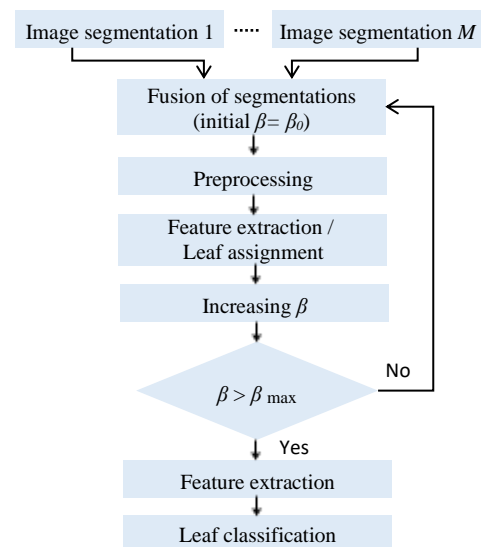 Image segmentation 1 ..... Image segmentation M
Fusion of segmentations
(initial β= β0)
Preprocessing
Feature extraction /
Leaf assignment
Increasing β
No
β > β max
Yes
Feature extraction
Leaf classification